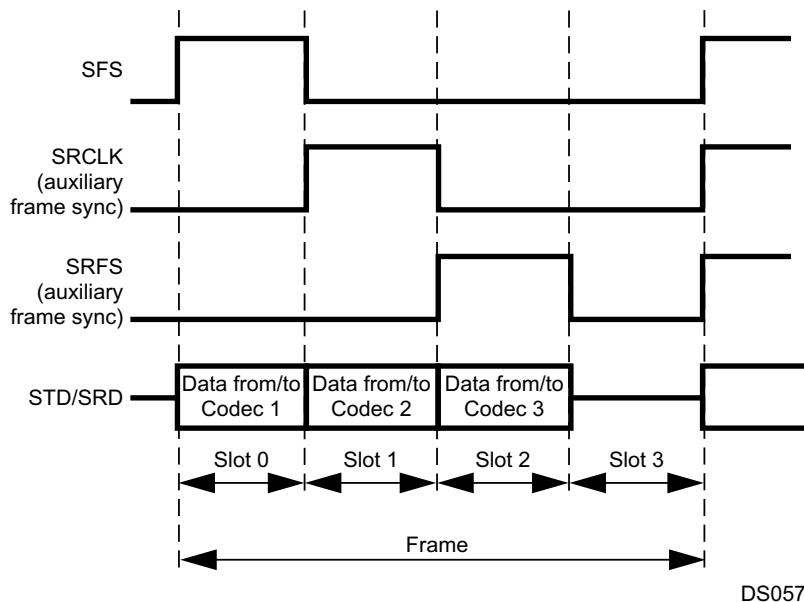 SFS
SRCLK
(auxiliary
frame sync)
SRFS
(auxiliary
frame sync)
STD/SRD
Data from/to
Codec 1
Data from/to
Codec 2
Data from/to
Codec 3
Slot 0
Slot 1
Slot 2
Slot 3
Frame
DS057